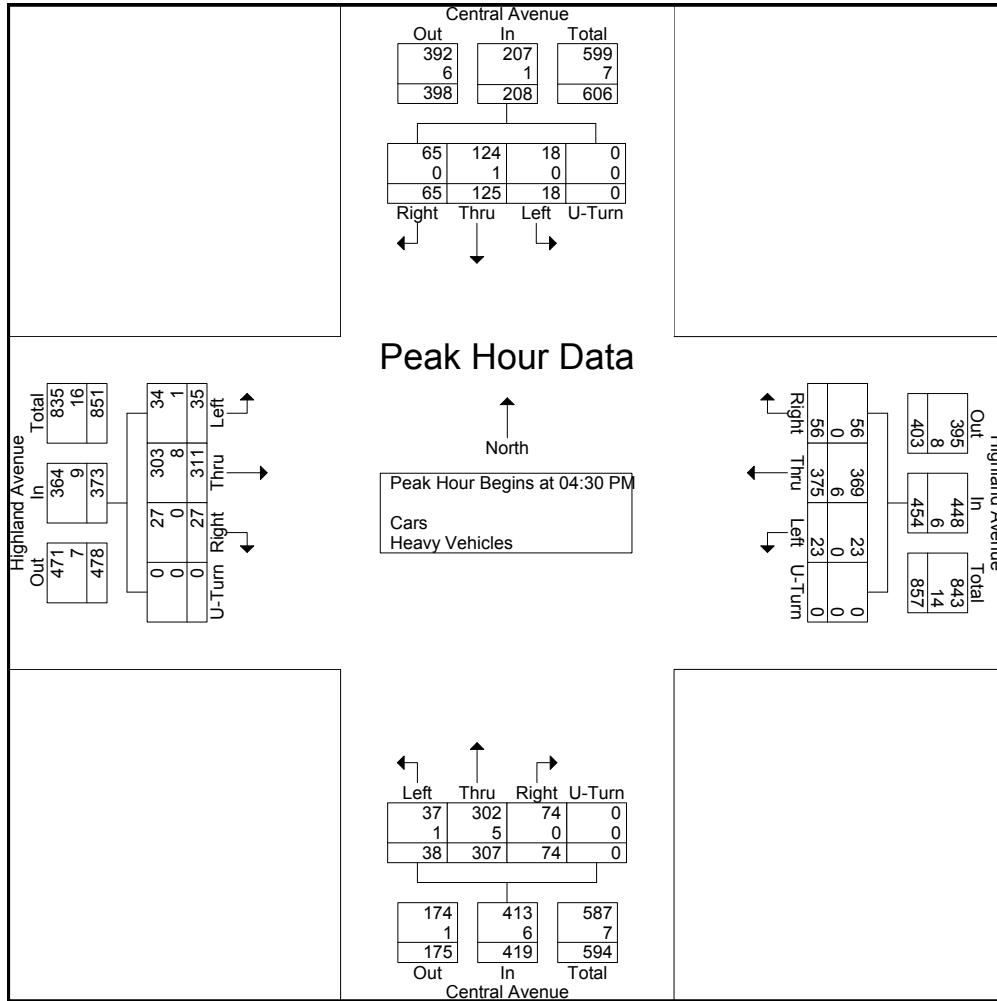 Central Avenue
Out In Total
392 207 599
6 1 7
398 208 606
65 124 18 0
0 1 0 0
65 125 18 0
Right Thru Left U-Turn
Peak Hour Data
North
Peak Hour Begins at 04:30 PM
Cars
Heavy Vehicles
Highland Avenue
Total In Out
835 364 471
16 9 7
851 373 478
34 303 27 0
1 8 0 0
35 311 27 0
Left Thru Right U-Turn
Highland Avenue
Out In Total
395 448 843
8 6 14
403 454 857
56 369 23 0
0 6 0 0
56 375 23 0
Right Thru Left U-Turn
Left Thru Right U-Turn
37 302 74 0
1 5 0 0
38 307 74 0
174 413 587
1 6 7
175 419 594
Out In Total
Central Avenue